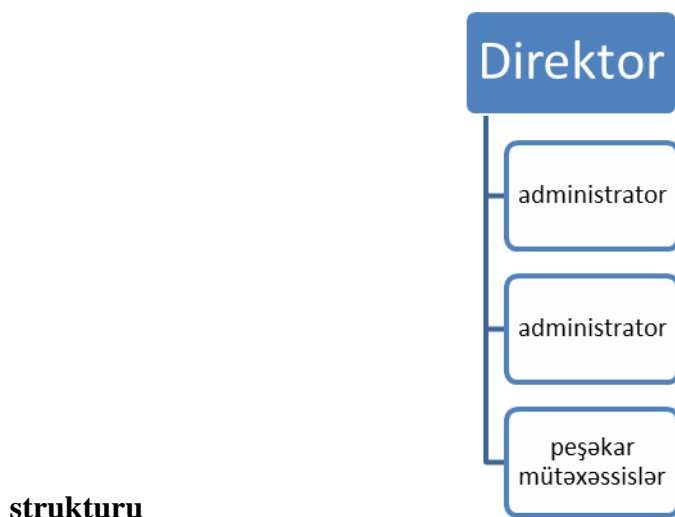 Direktor
administrator
administrator
peşəkar
mütəxəssislər
strukturu